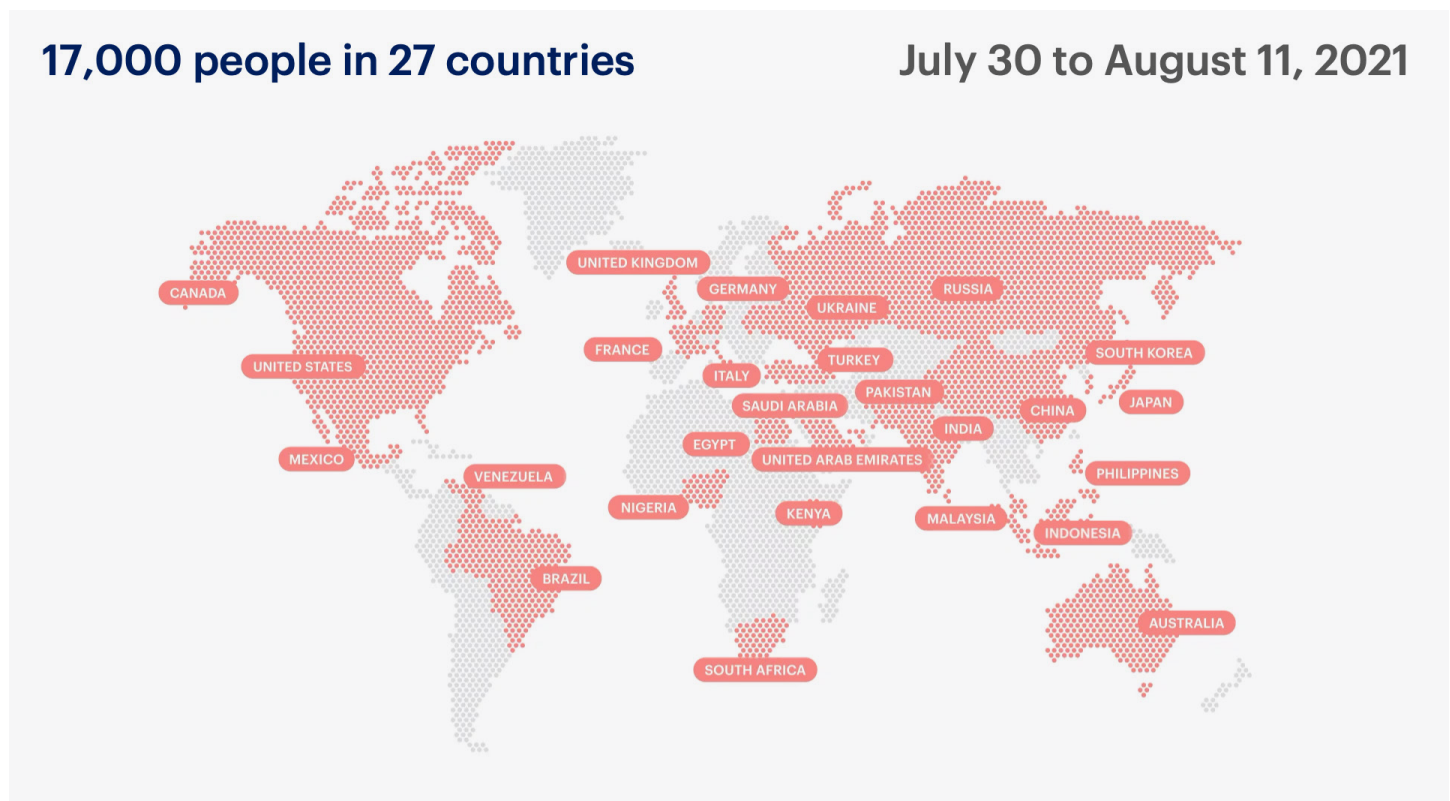 17,000 people in 27 countries
July 30 to August 11, 2021
UNITED KINGDOM
CANADA
GERMANY
RUSSIA
UKRAINE
FRANCE
SOUTH KOREA
UNITED STATES
TURKEY
ITALY
PAKISTAN
SAUDI ARABIA
CHINA
JAPAN
INDIA
EGYPT
MEXICO
UNITED ARAB EMIRATES
VENEZUELA
PHILIPPINES
NIGERIA
KENYA
MALAYSIA
INDONESIA
BRAZIL
AUSTRALIA
SOUTH AFRICA